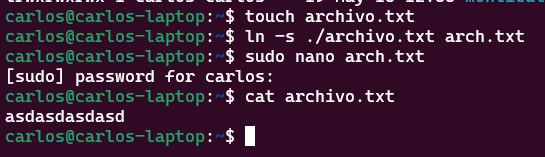 carlos@carlos-laptop:~$ touch archivo.txt
carlos@carlos-laptop:~$ ln -s ./archivo.txt arch.txt
carlos@carlos-laptop:~$ sudo nano arch.txt
[sudo] password for carlos:
carlos@carlos-laptop:~$ cat archivo.txt
asdasdasdasd
carlos@carlos-laptop:~$